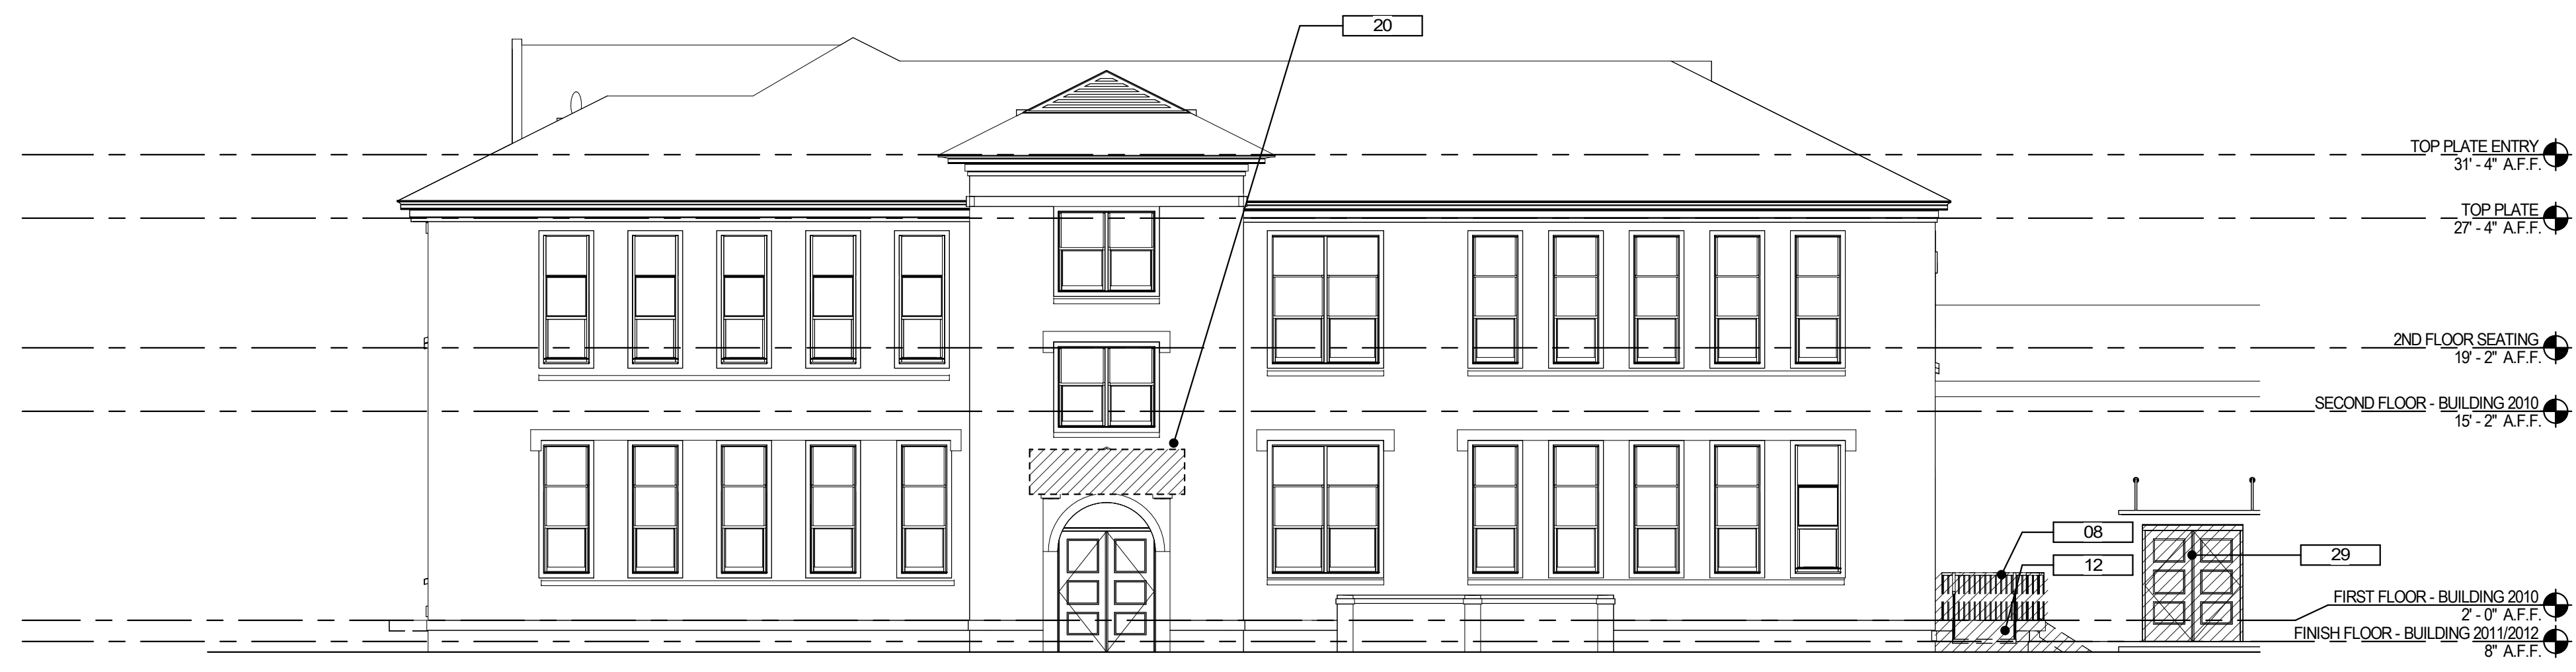 20
TOP PLATE ENTRY
31' - 4" A.F.F.
TOP PLATE
27' - 4" A.F.F.
2ND FLOOR SEATING
19' - 2" A.F.F.
SECOND FLOOR - BUILDING 2010
15' - 2" A.F.F.
08
12
29
FIRST FLOOR - BUILDING 2010
2' - 0" A.F.F.
FINISH FLOOR - BUILDING 2011/2012
8" A.F.F.